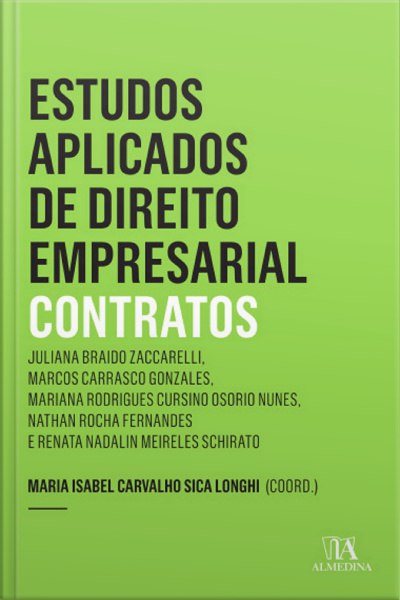 ESTUDOS
APLICADOS
DE DIREITO
EMPRESARIAL
CONTRATOS
JULIANA BRAIDO ZACCARELLI,
MARCOS CARRASCO GONZALES,
MARIANA RODRIGUES CURSINO OSORIO NUNES,
NATHAN ROCHA FERNANDES
E RENATA NADALIN MEIRELES SCHIRATO
MARIA ISABEL CARVALHO SICA LONGHI (COORD.)
ALMEDINA